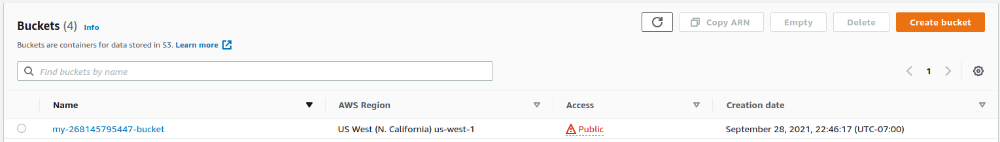 Buckets (4) Info
Copy ARN
Empty
Delete
Create bucket
Buckets are containers for data stored in S3. Learn more
Find buckets by name
1
Name AWS Region Access Creation date
my-268145795447-bucket US West (N. California) us-west-1 Public September 28, 2021, 22:46:17 (UTC-07:00)